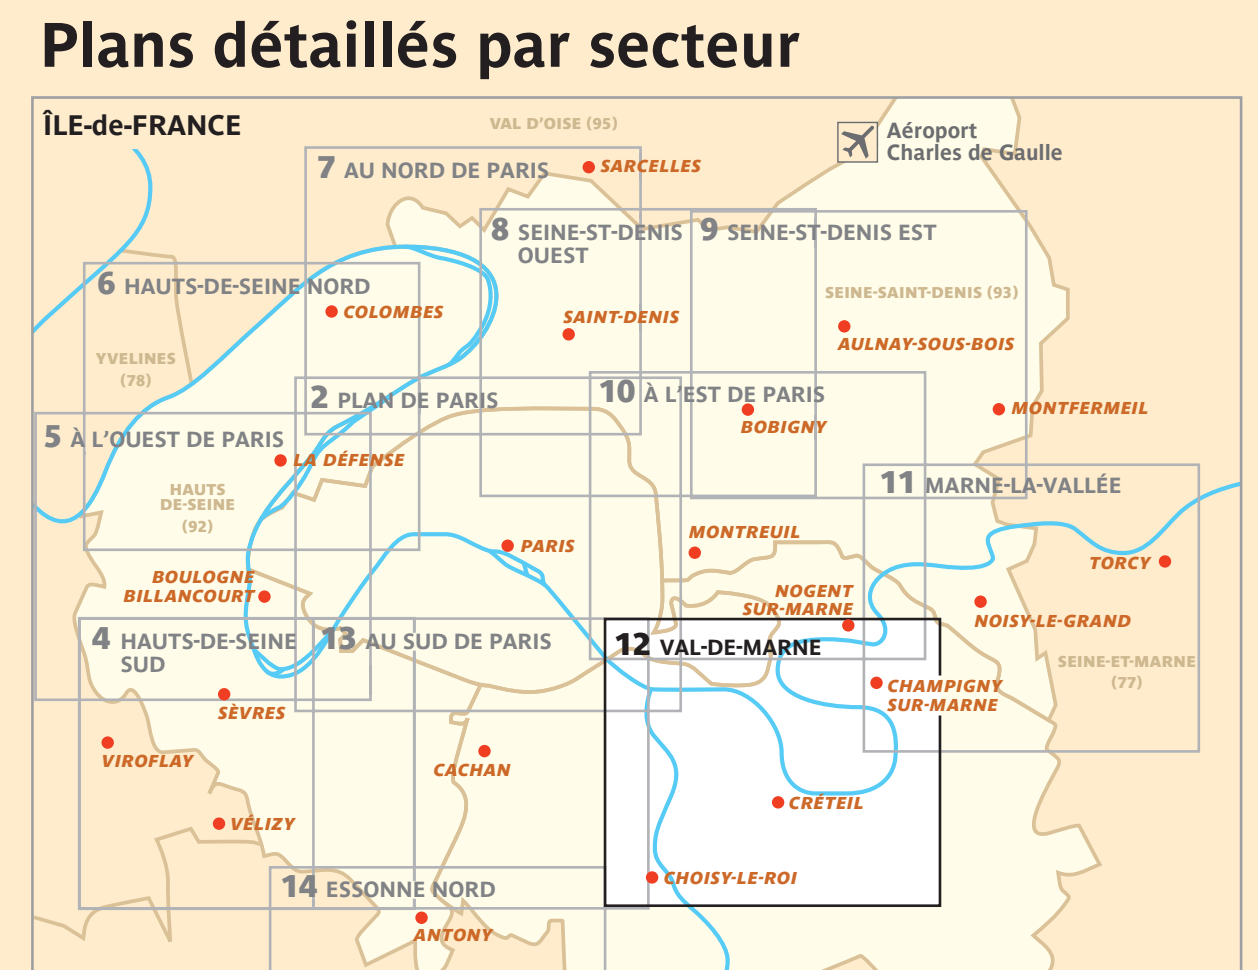 Plans détaillés par secteur
ÎLE-de-FRANCE
VAL D'OISE (95)
Aéroport
Charles de Gaulle
7 AU NORD DE PARIS
SARCELLES
8 SEINE-ST-DENIS
OUEST
9 SEINE-ST-DENIS EST
6 HAUTS-DE-SEINE NORD
COLOMBES
SAINT-DENIS
SEINE-SAINT-DENIS (93)
AULNAY-SOUS-BOIS
YVELINES
(78)
2 PLAN DE PARIS
10 À L'EST DE PARIS
BOBIGNY
MONTFERMEIL
5 À L'OUEST DE PARIS
LA DÉFENSE
HAUTS
DE-SEINE
(92)
11 MARNE-LA-VALLÉE
PARIS
MONTREUIL
TORCY
BOULOGNE
BILLANCOURT
NOGENT
SUR-MARNE
NOISY-LE-GRAND
4 HAUTS-DE-SEINE
SUD
13 AU SUD DE PARIS
12 VAL-DE-MARNE
SEINE-ET-MARNE
(77)
CHAMPIGNY
SUR-MARNE
SÈVRES
VIROFLAY
CACHAN
CRÉTEIL
VÉLIZY
CHOISY-LE-ROI
14 ESSONNE NORD
ANTONY